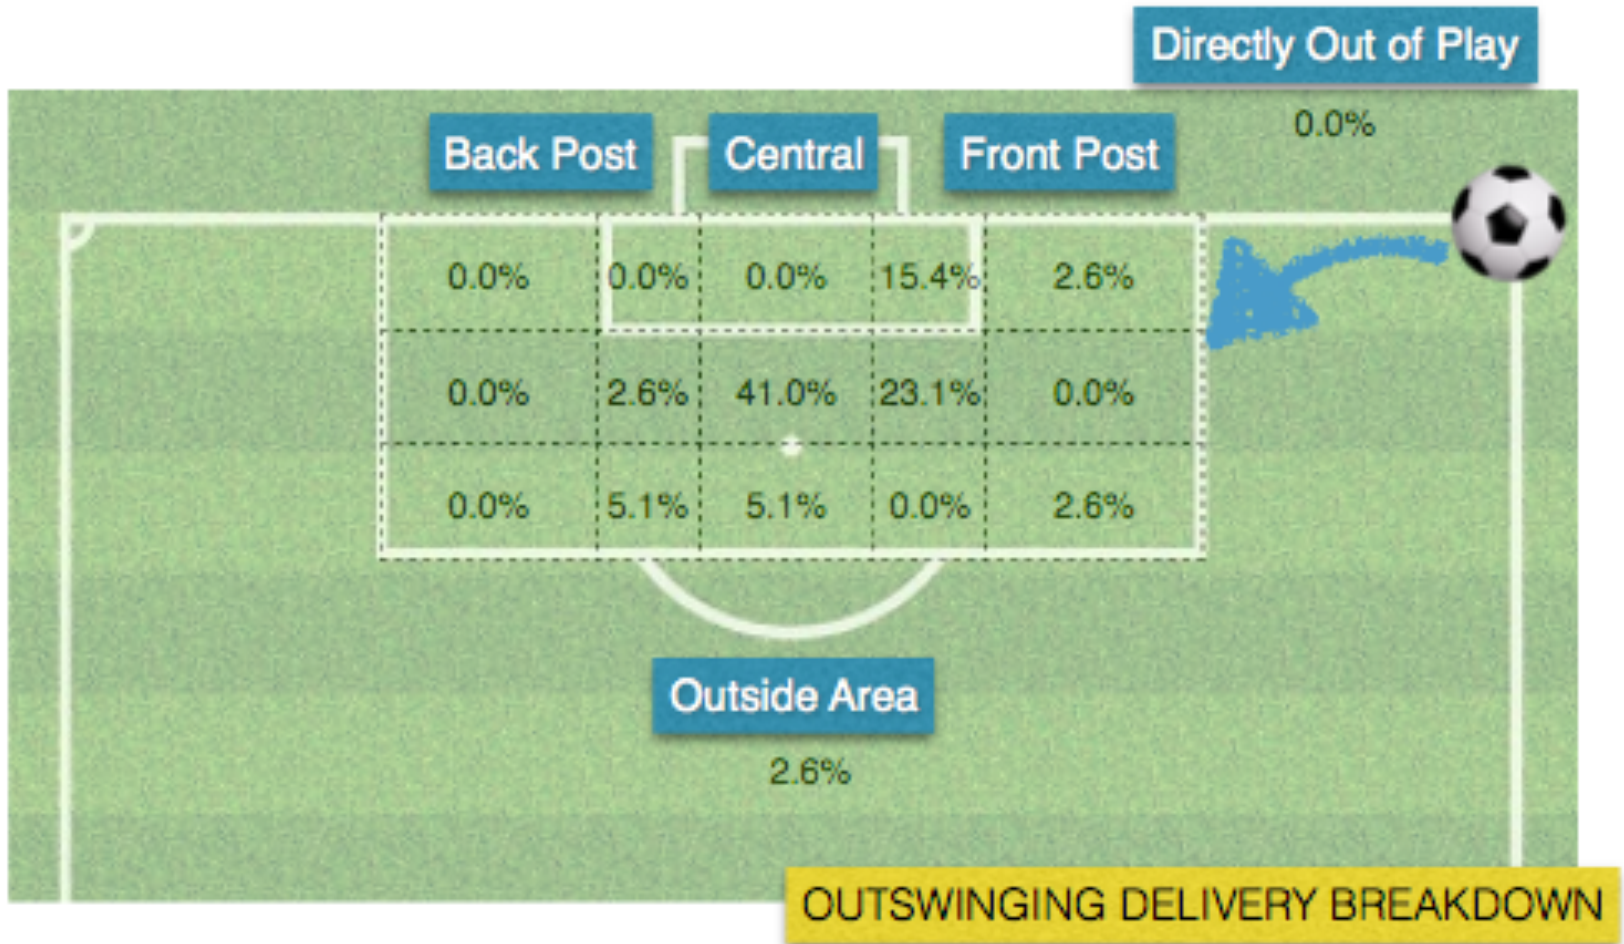 Directly Out of Play
0.0%
Back Post Central Front Post
0.0% 0.0% 0.0% 15.4% 2.6%
0.0% 2.6% 41.0% 23.1% 0.0%
0.0% 5.1% 5.1% 0.0% 2.6%
Outside Area
2.6%
OUTSWINGING DELIVERY BREAKDOWN